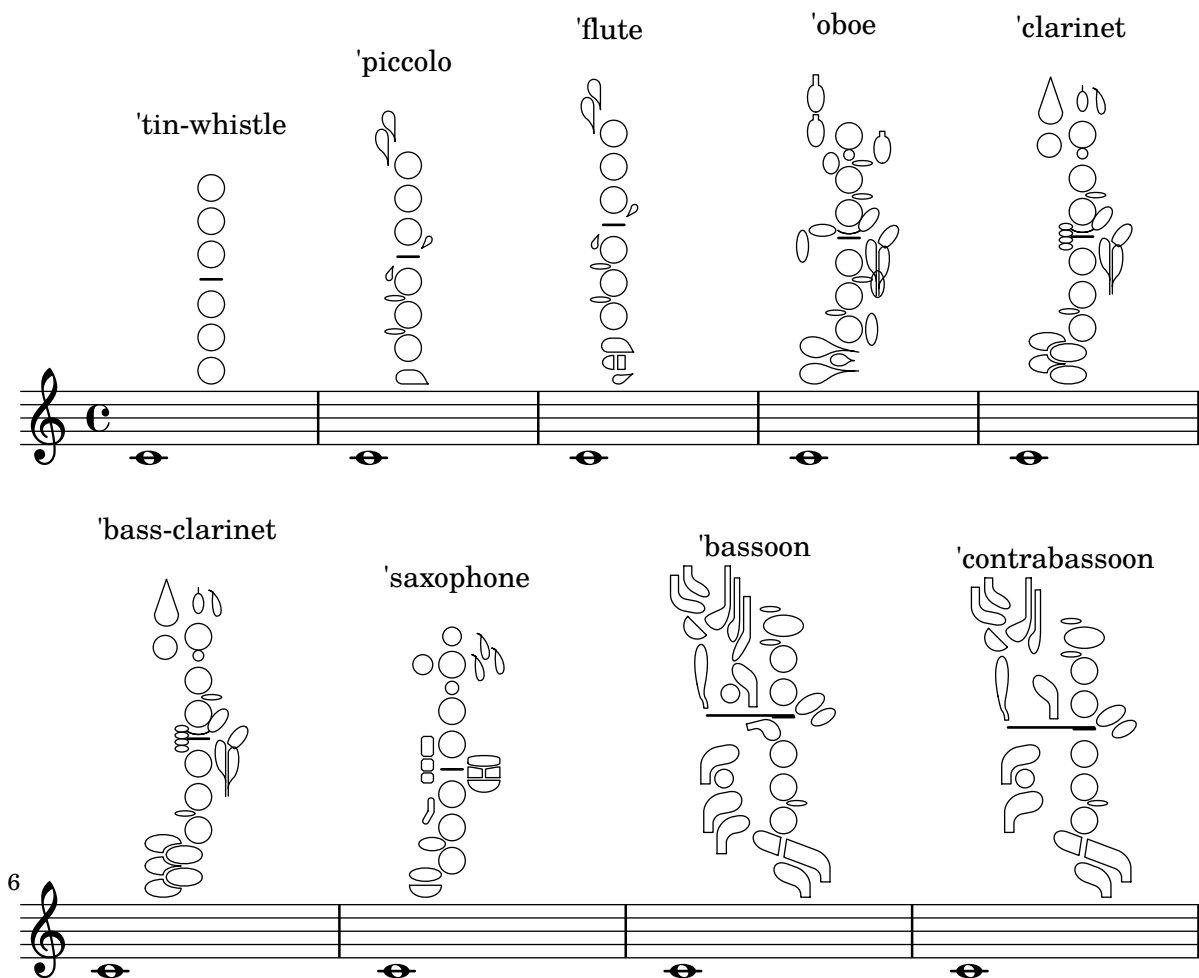 'tin-whistle
'piccolo
'flute
'oboe
'clarinet
'bass-clarinet
'saxophone
'bassoon
'contrabassoon
6